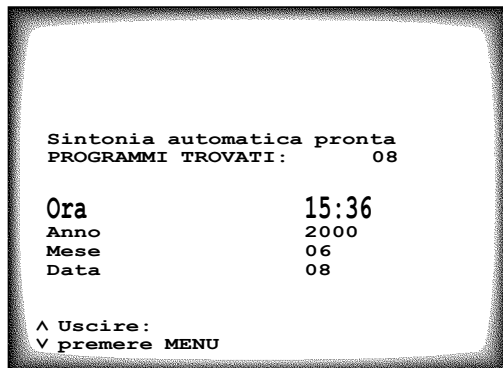 Sintonia automatica pronta
PROGRAMMI TROVATI: 08
Ora 15:36
Anno 2000
Mese 06
Data 08
∧ Uscire:
∨ premere MENU